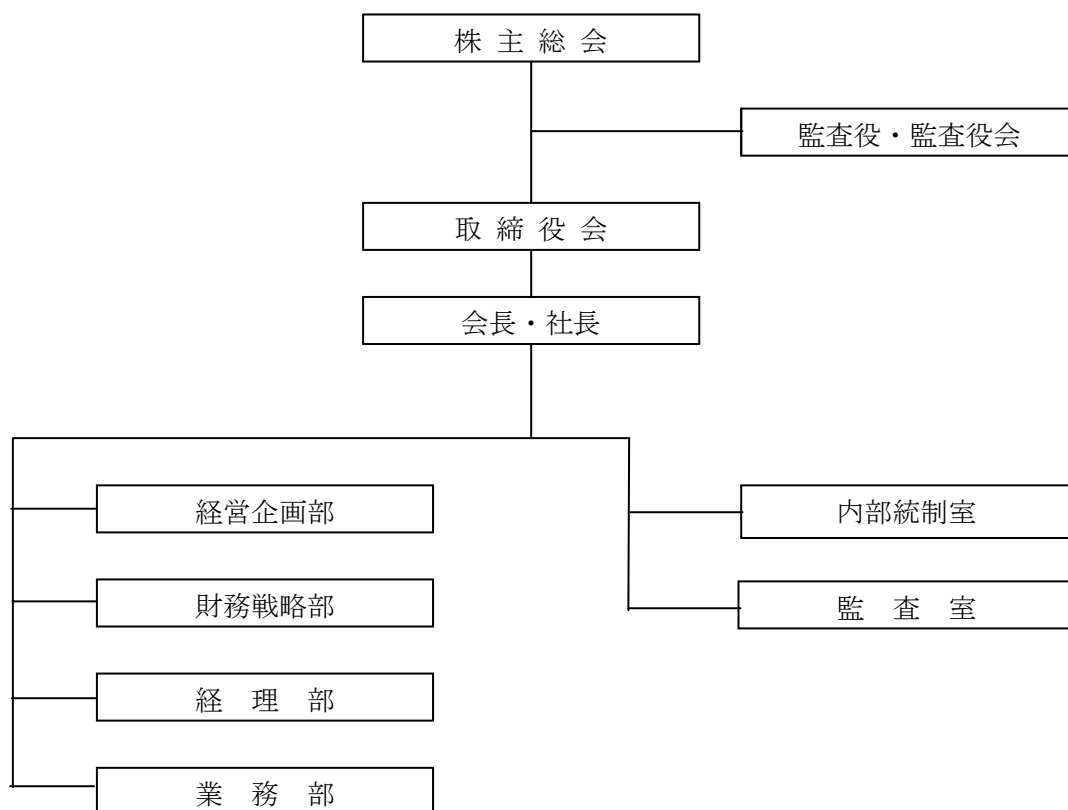 株 主 総 会
監査役・監査役会
取 締 役 会
会長・社長
経営企画部
内部統制室
財務戦略部
監 査 室
経 理 部
業 務 部